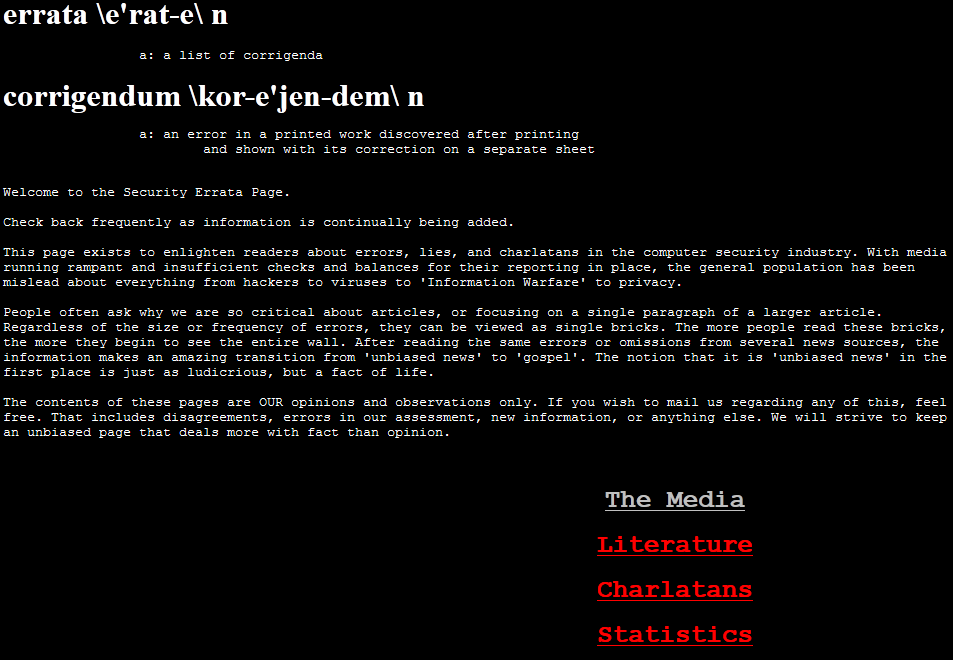 errata \e'rat-e\ n
a: a list of corrigenda
corrigendum \kor-e'jen-dem\ n
a: an error in a printed work discovered after printing
and shown with its correction on a separate sheet
Welcome to the Security Errata Page.
Check back frequently as information is continually being added.
This page exists to enlighten readers about errors, lies, and charlatans in the computer security industry. With media
running rampant and insufficient checks and balances for their reporting in place, the general population has been
mislead about everything from hackers to viruses to 'Information Warfare' to privacy.
People often ask why we are so critical about articles, or focusing on a single paragraph of a larger article.
Regardless of the size or frequency of errors, they can be viewed as single bricks. The more people read these bricks,
the more they begin to see the entire wall. After reading the same errors or omissions from several news sources, the
information makes an amazing transition from 'unbiased news' to 'gospel'. The notion that it is 'unbiased news' in the
first place is just as ludicrious, but a fact of life.
The contents of these pages are OUR opinions and observations only. If you wish to mail us regarding any of this, feel
free. That includes disagreements, errors in our assessment, new information, or anything else. We will strive to keep
an unbiased page that deals more with fact than opinion.
The Media
Literature
Charlatans
Statistics